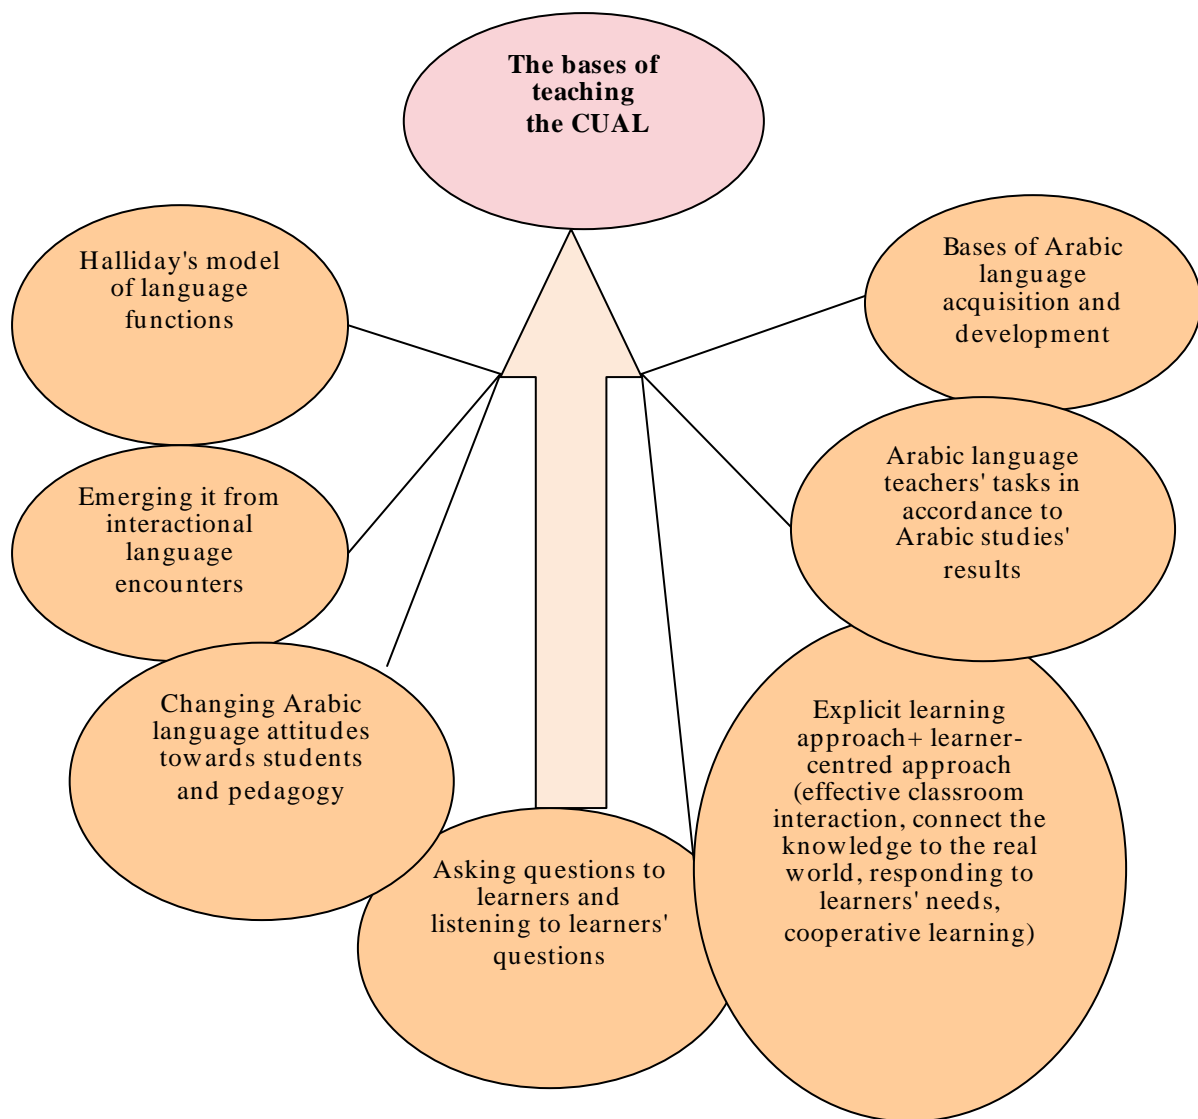 The bases of
teaching
the CUAL
Halliday's model
of language
functions
Bases of Arabic
language
acquisition and
development
Emerging it from
interactional
language
encounters
Arabic language
teachers' tasks in
accordance to
Arabic studies'
results
Changing Arabic
language attitudes
towards students
and pedagogy
Explicit learning
approach+ learner-
centred approach
(effective classroom
interaction, connect the
knowledge to the real
world, responding to
learners' needs,
cooperative learning)
Asking questions to
learners and
listening to learners'
questions